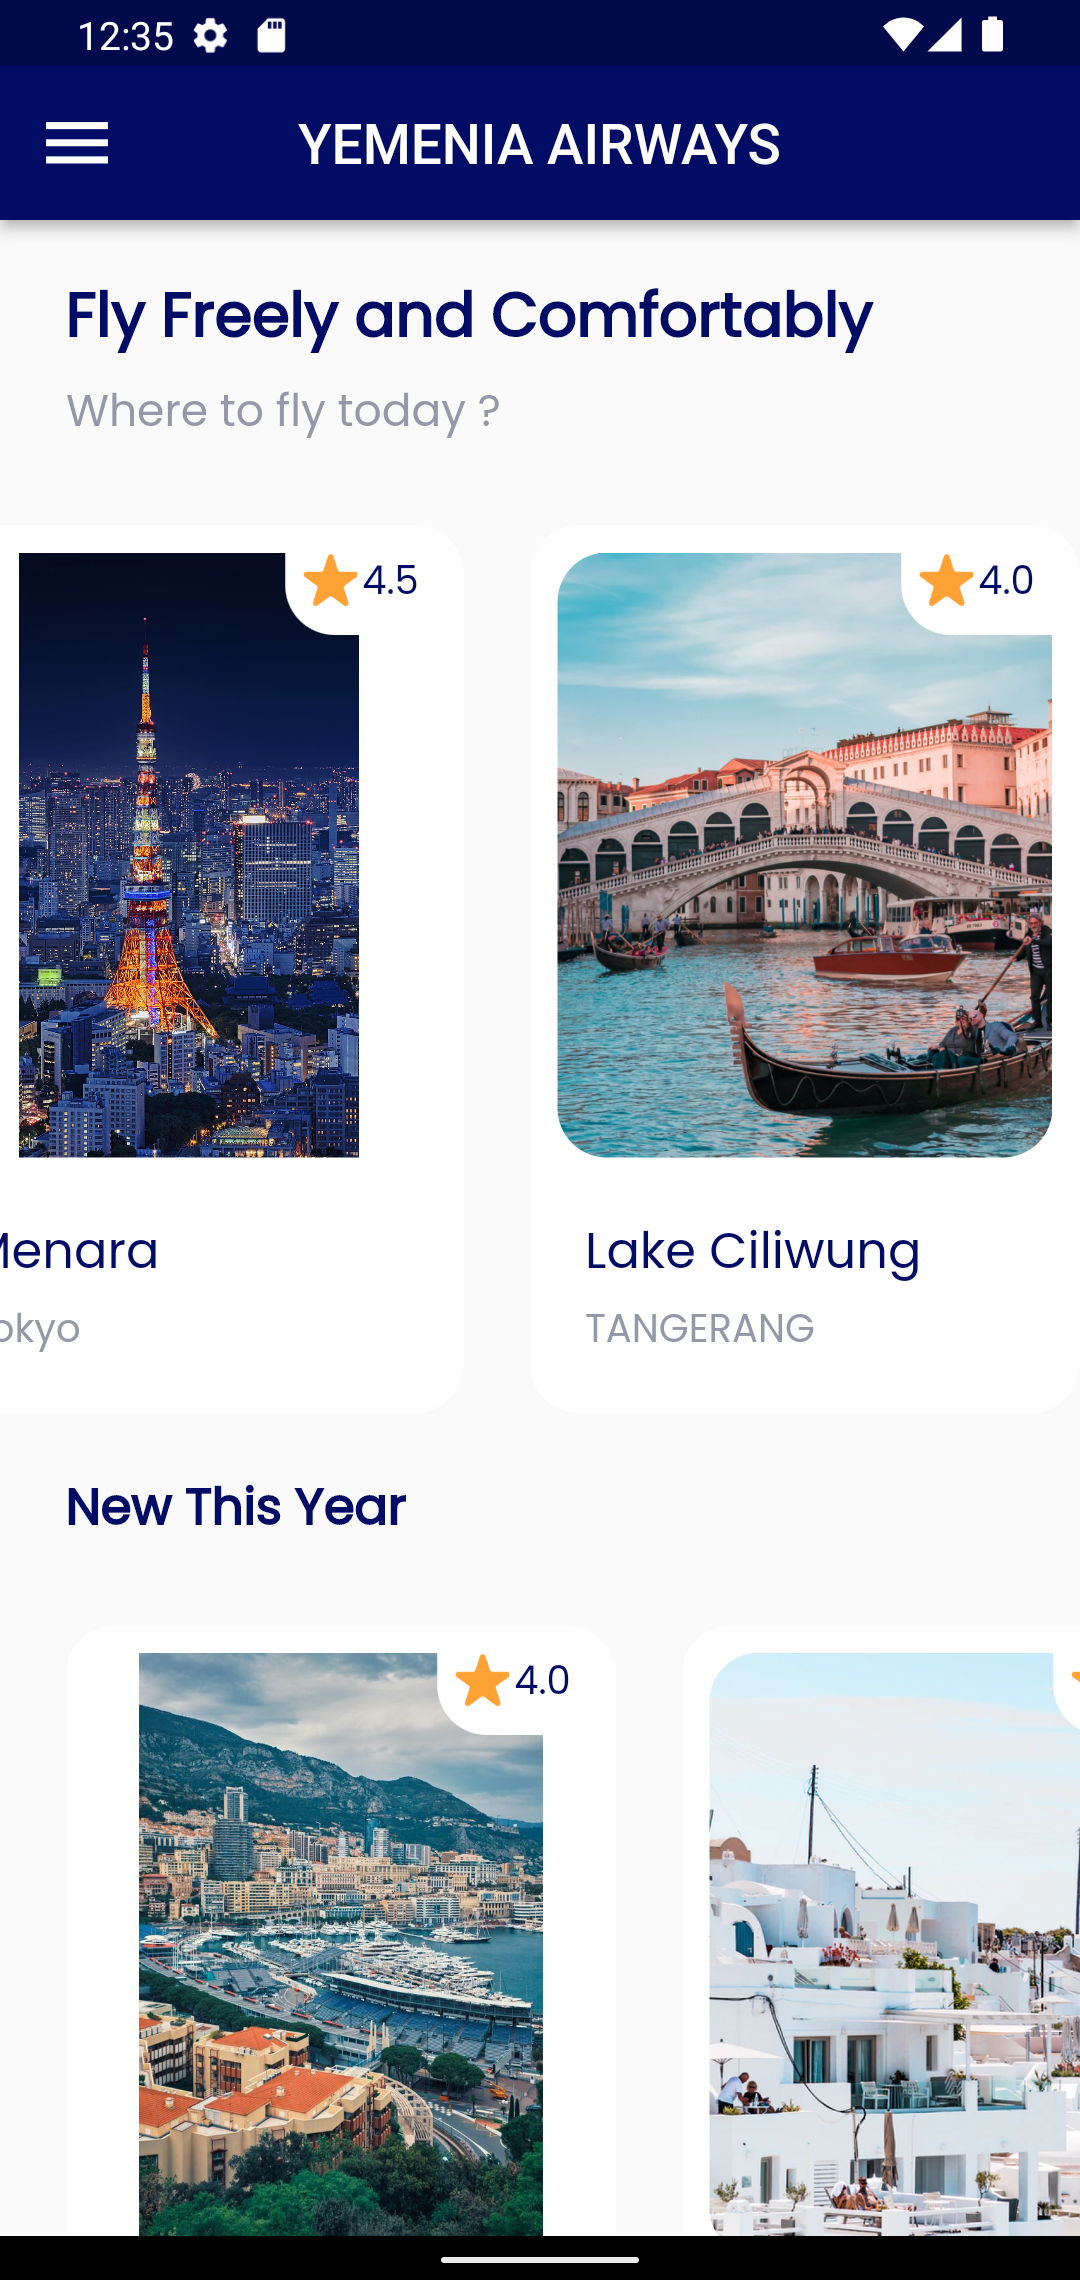 12:35
YEMENIA AIRWAYS
Fly Freely and Comfortably
Where to fly today ?
4.5
4.0
Menara
okyo
Lake Ciliwung
TANGERANG
New This Year
4.0